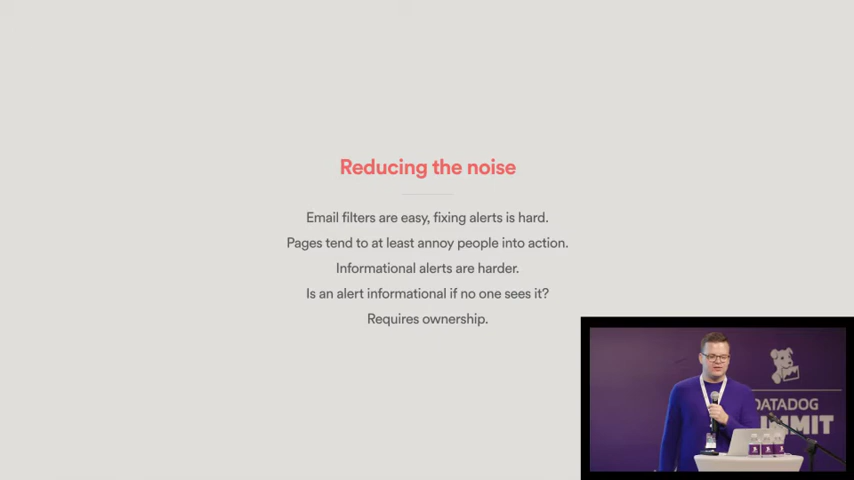 Reducing the noise
Email filters are easy, fixing alerts is hard.
Pages tend to at least annoy people into action.
Informational alerts are harder.
Is an alert informational if no one sees it?
Requires ownership.
DATADOG